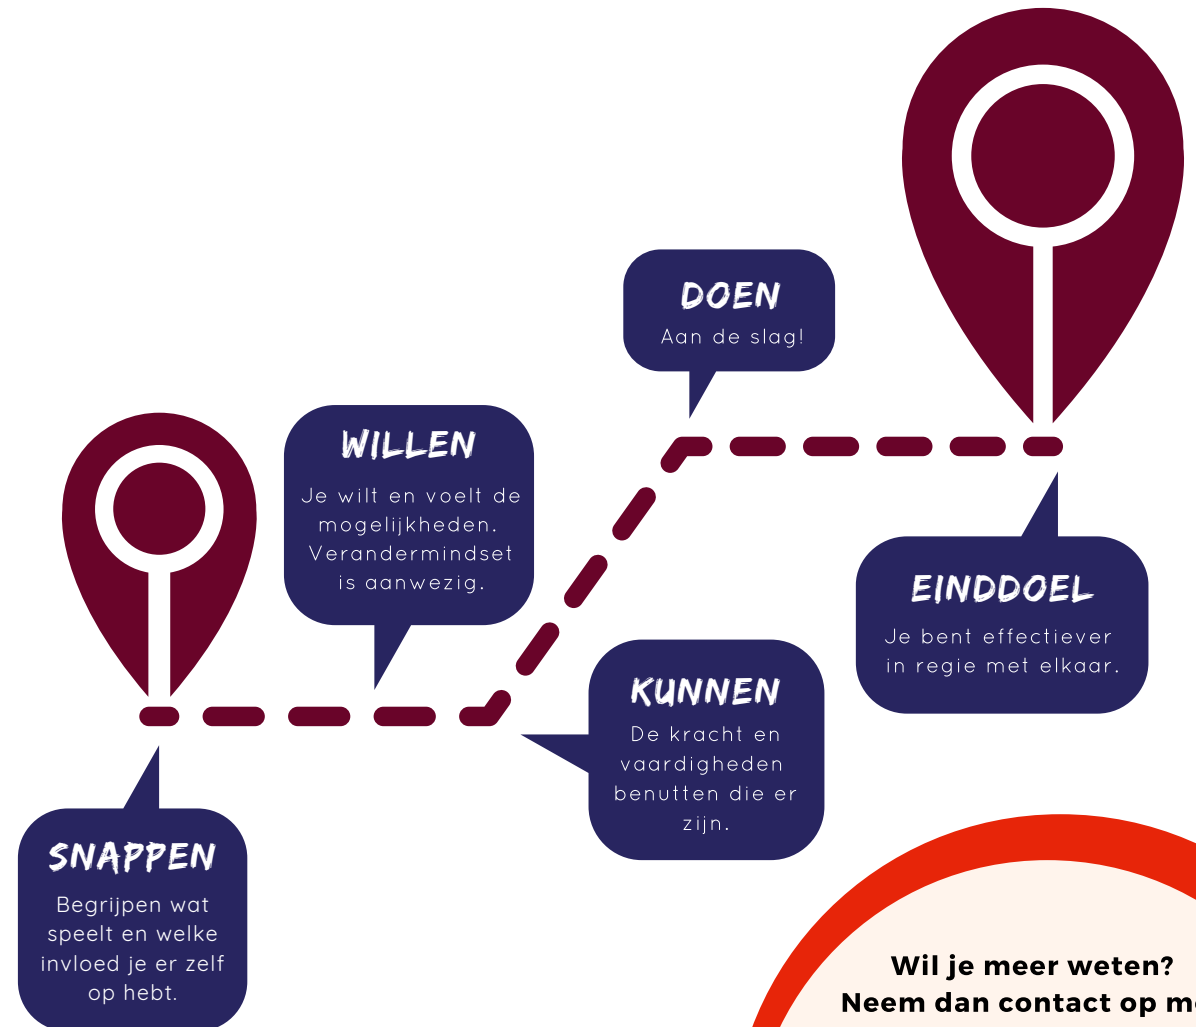 SNAPPEN
Begrijpen wat
speelt en welke
invloed je er zelf
op hebt.
WILLEN
Je wilt en voelt de
mogelijkheden.
Verandermindset
is aanwezig.
KUNNEN
De kracht en
vaardigheden
benutten die er
zijn.
DOEN
Aan de slag!
EINDDOEL
Je bent effectiever
in regie met elkaar.
Wil je meer weten?
Neem dan contact op